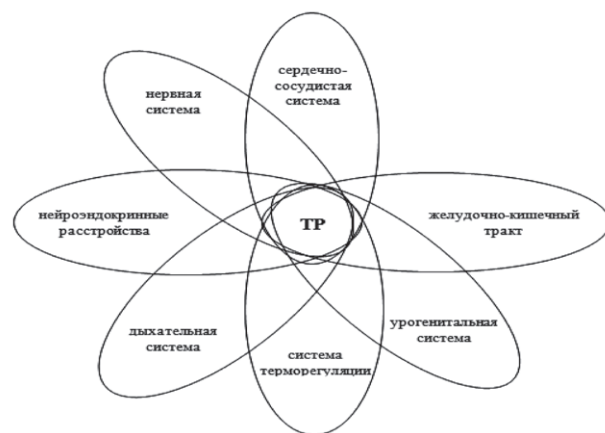 сердечно-
сосудистая
система
нервная
система
нейроэндокринные
расстройства
ТР
желудочно-кишечный
тракт
дыхательная
система
урогенитальная
система
система
терморегуляции